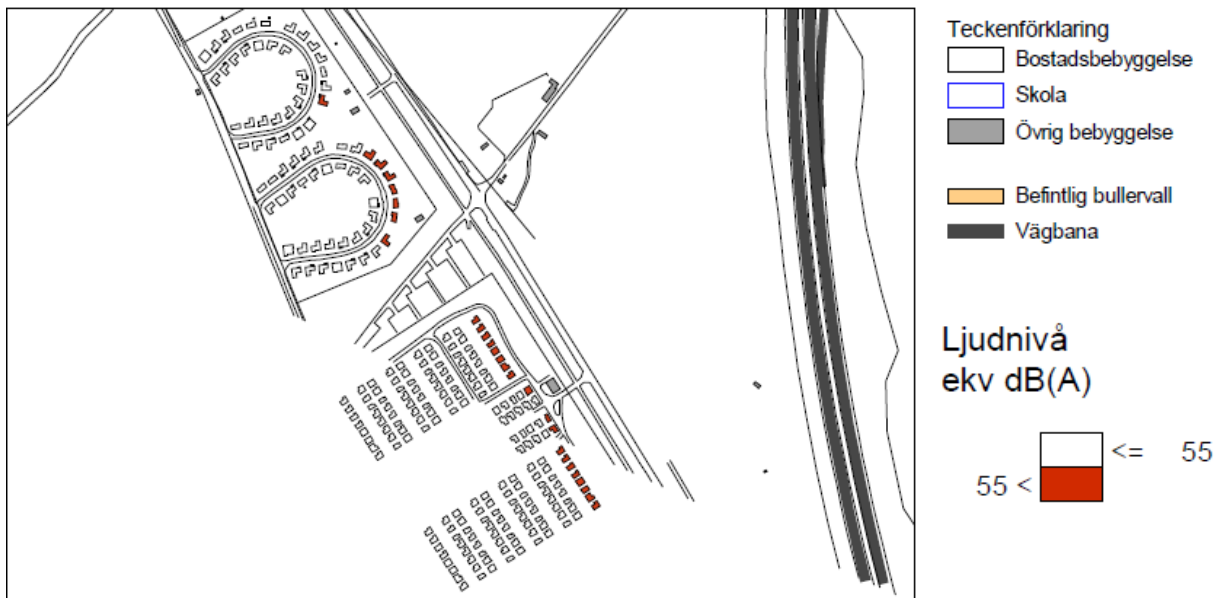 Teckenförklaring
Bostadsbebyggelse
Skola
Övrig bebyggelse
Befintlig bullervall
Vägbana
Ljudnivå
ekv dB(A)
<= 55
55 <